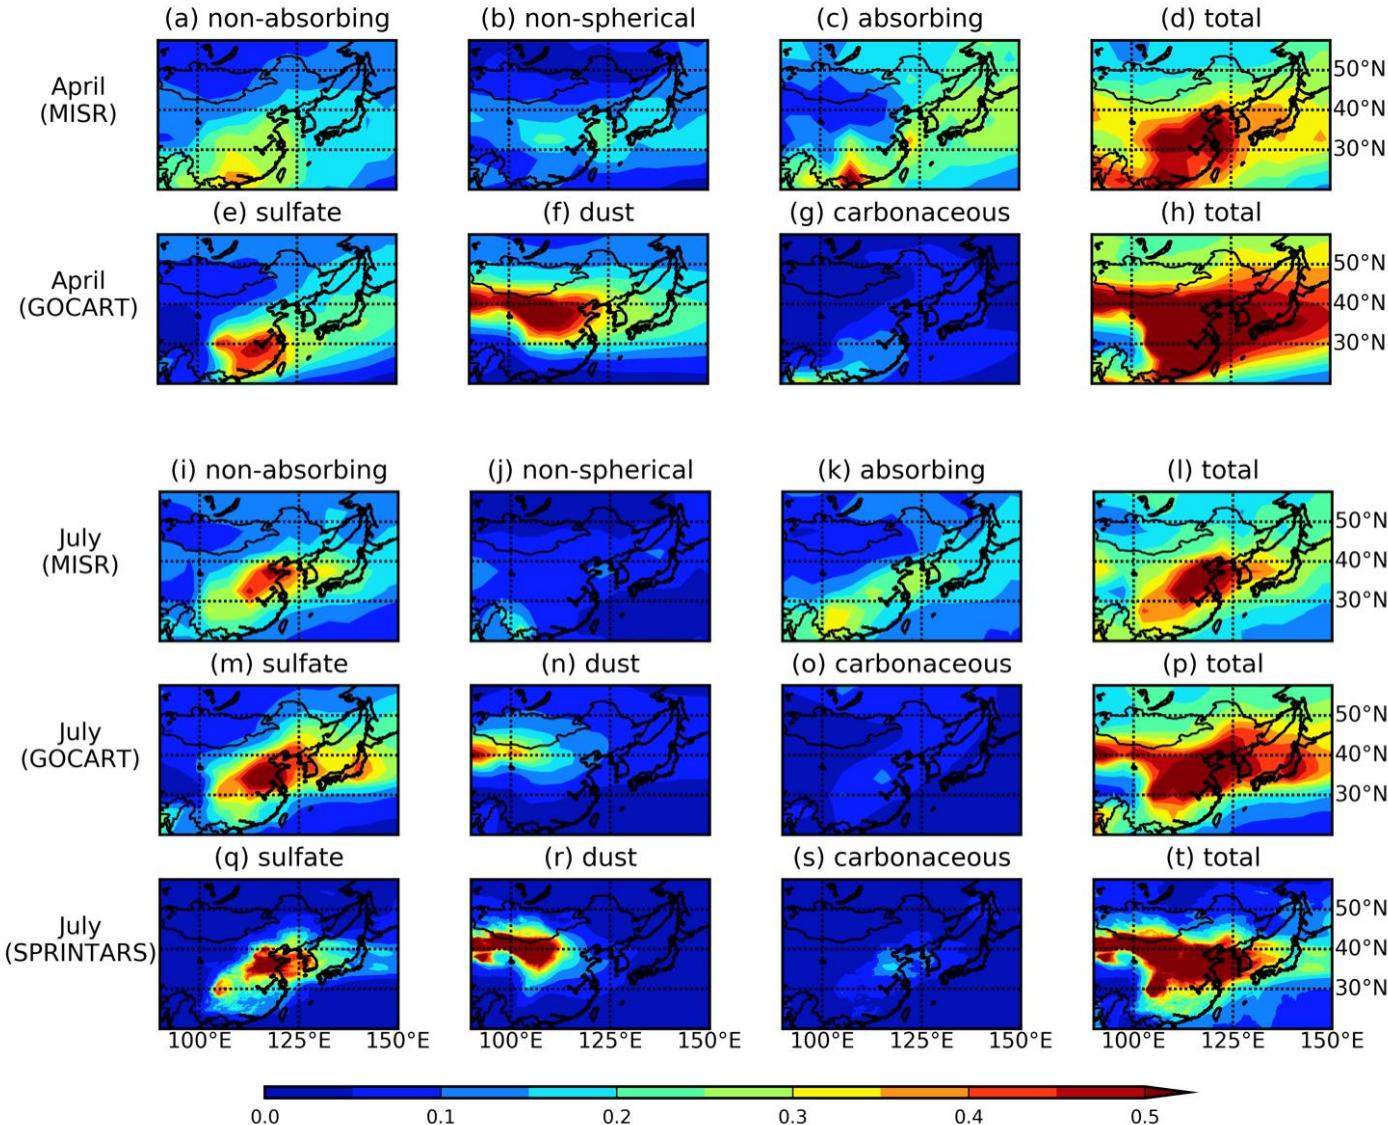 (a) non-absorbing (b) non-spherical (c) absorbing (d) total
April
(MISR)
50°N
40°N
30°N
(e) sulfate (f) dust (g) carbonaceous (h) total
April
(GOCART)
50°N
40°N
30°N
(i) non-absorbing (j) non-spherical (k) absorbing (l) total
July
(MISR)
50°N
40°N
30°N
(m) sulfate (n) dust (o) carbonaceous (p) total
July
(GOCART)
50°N
40°N
30°N
(q) sulfate (r) dust (s) carbonaceous (t) total
July
(SPRINTARS)
50°N
40°N
30°N
100°E 125°E 150°E 100°E 125°E 150°E 100°E 125°E 150°E 100°E 125°E 150°E
0.0 0.1 0.2 0.3 0.4 0.5